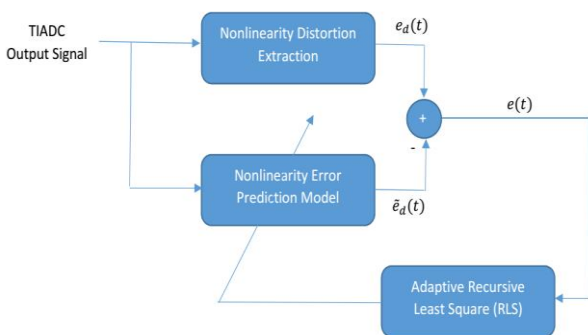 TIADC
Output Signal
Nonlinearity Distortion
Extraction
e_d(t)
+
e(t)
-
Nonlinearity Error
Prediction Model
ẽ_d(t)
Adaptive Recursive
Least Square (RLS)